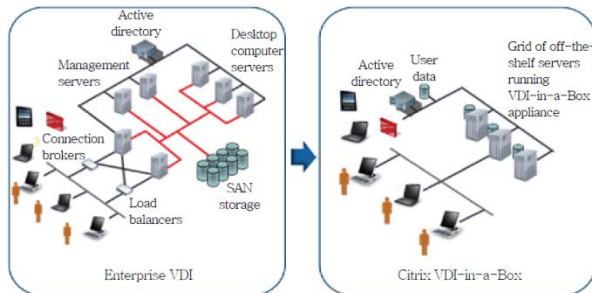 Active
directory
Desktop
computer
servers
Management
servers
Connection
brokers
Load
balancers
SAN
storage
Enterprise VDI
Active
directory
User
data
Grid of off-the-
shelf servers
running
VDI-in-a-Box
appliance
Citrix VDI-in-a-Box